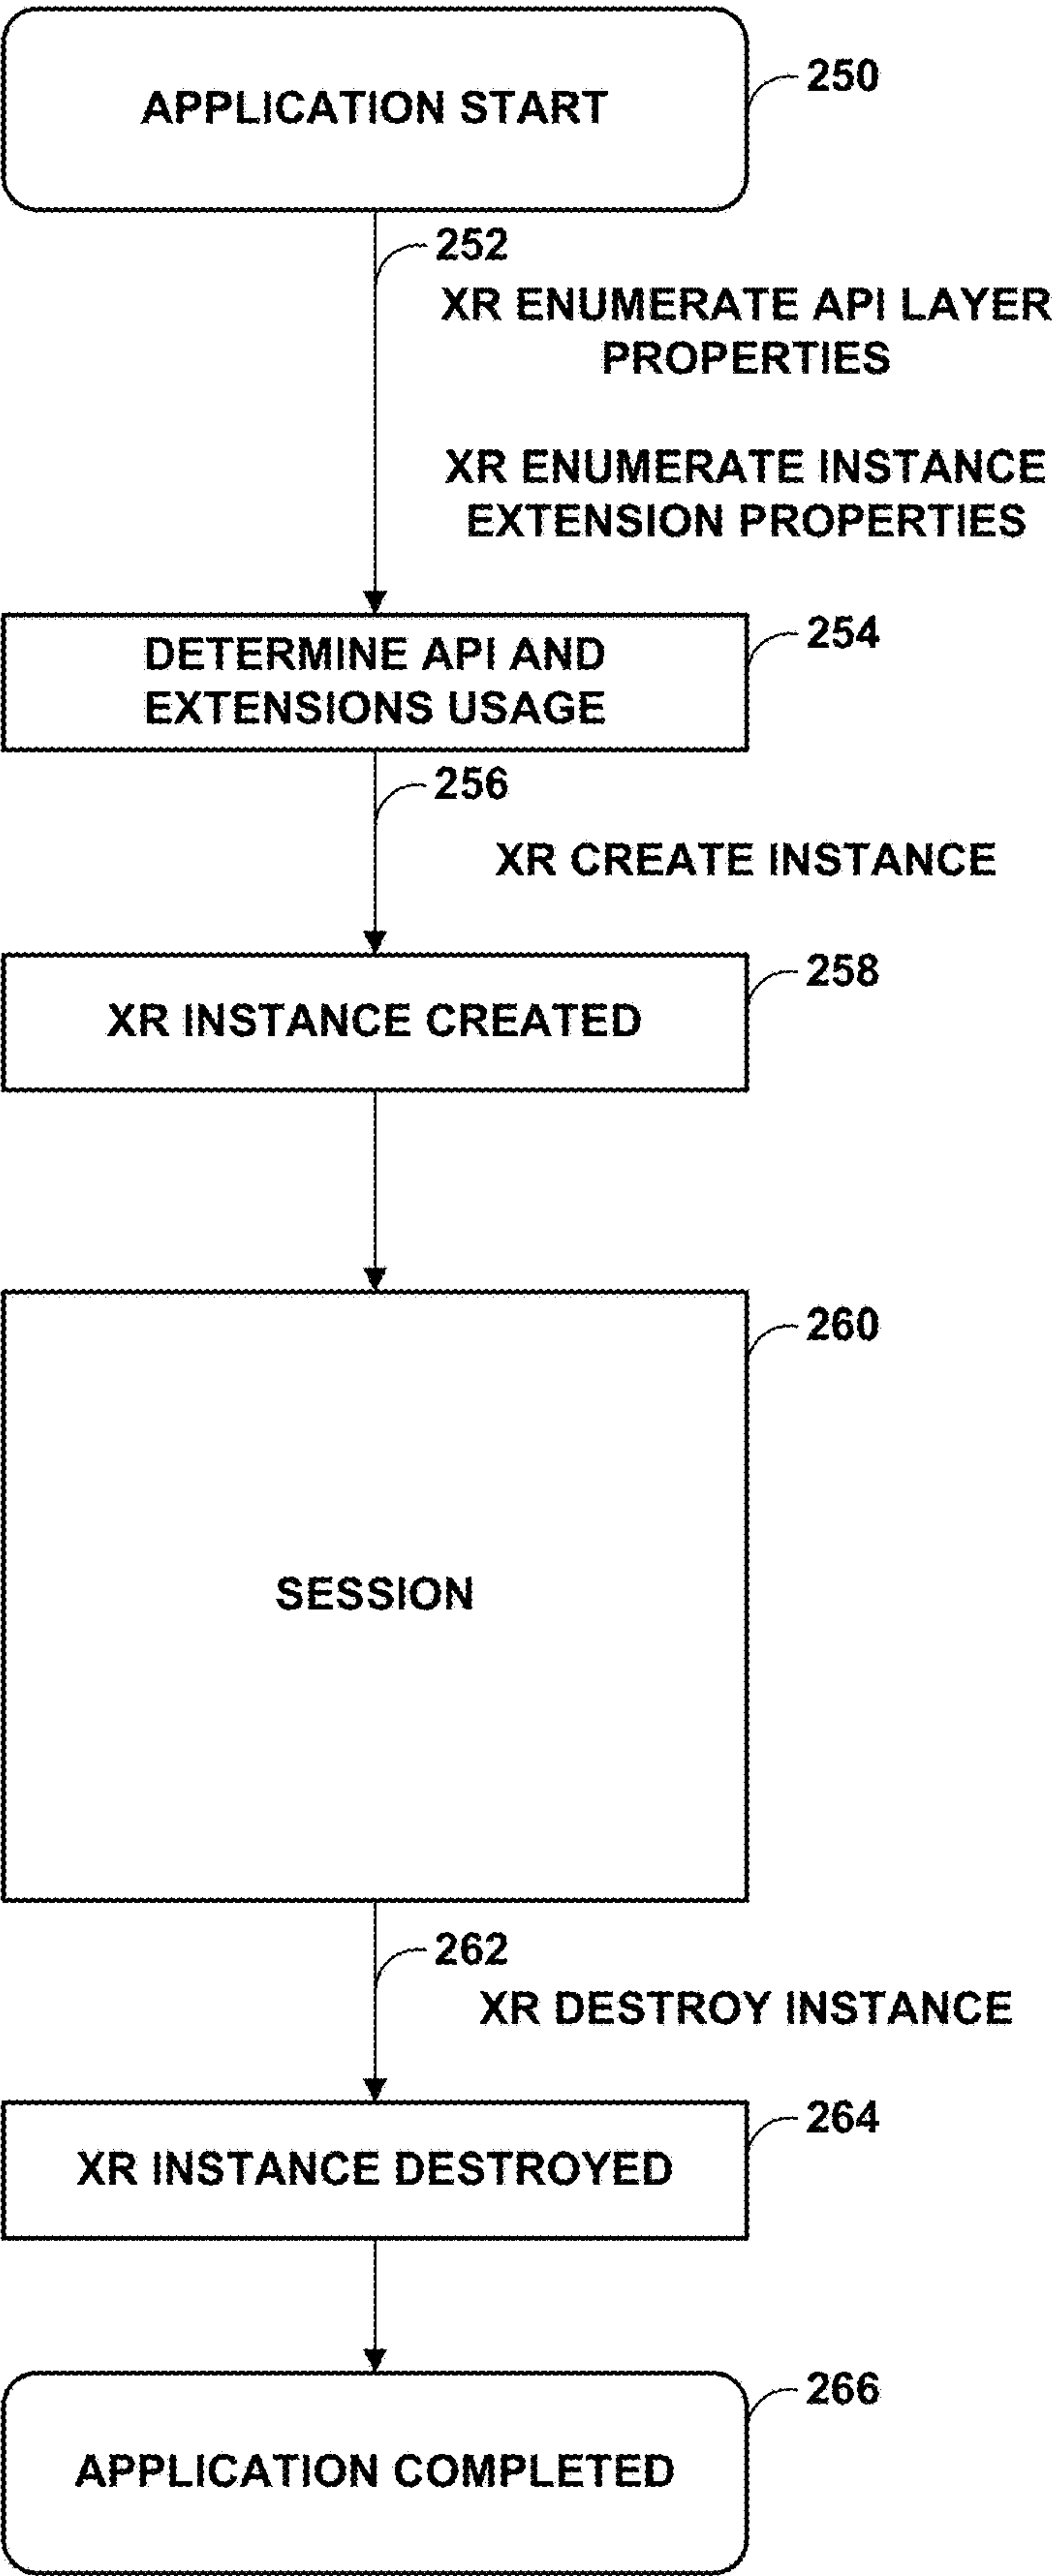 APPLICATION START
250
252
XR ENUMERATE API LAYER
PROPERTIES
XR ENUMERATE INSTANCE
EXTENSION PROPERTIES
DETERMINE API AND
EXTENSIONS USAGE
254
256
XR CREATE INSTANCE
XR INSTANCE CREATED
258
SESSION
260
262
XR DESTROY INSTANCE
XR INSTANCE DESTROYED
264
APPLICATION COMPLETED
266